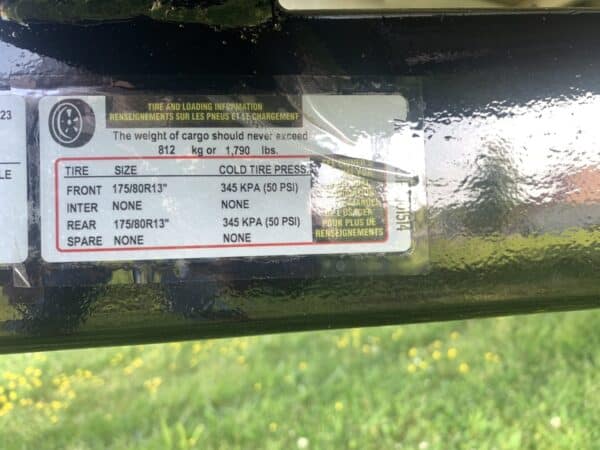 23
LE
TIRE AND LOADING INFORMATION
RENSEIGNEMENTS SUR LES PNEUS ET LE CHARGEMENT
The weight of cargo should never exceed
812 kg or 1,790 lbs.
TIRE SIZE COLD TIRE PRESS.
FRONT 175/80R13" 345 KPA (50 PSI)
INTER NONE NONE
REAR 175/80R13" 345 KPA (50 PSI)
SPARE NONE NONE
POUR PLUS DE
RENSEIGNEMENTS